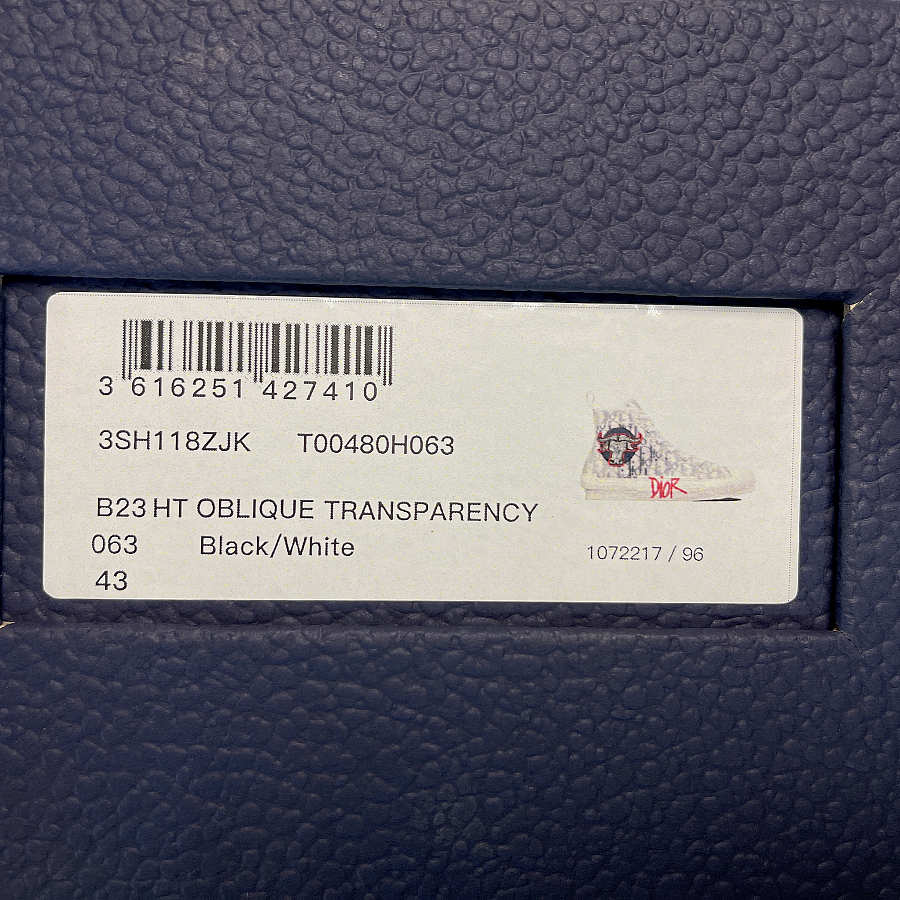 3 616251 427410
3SH118ZJK T00480H063
B23 HT OBLIQUE TRANSPARENCY
063 Black/White
43
DIOR
1072217 / 96